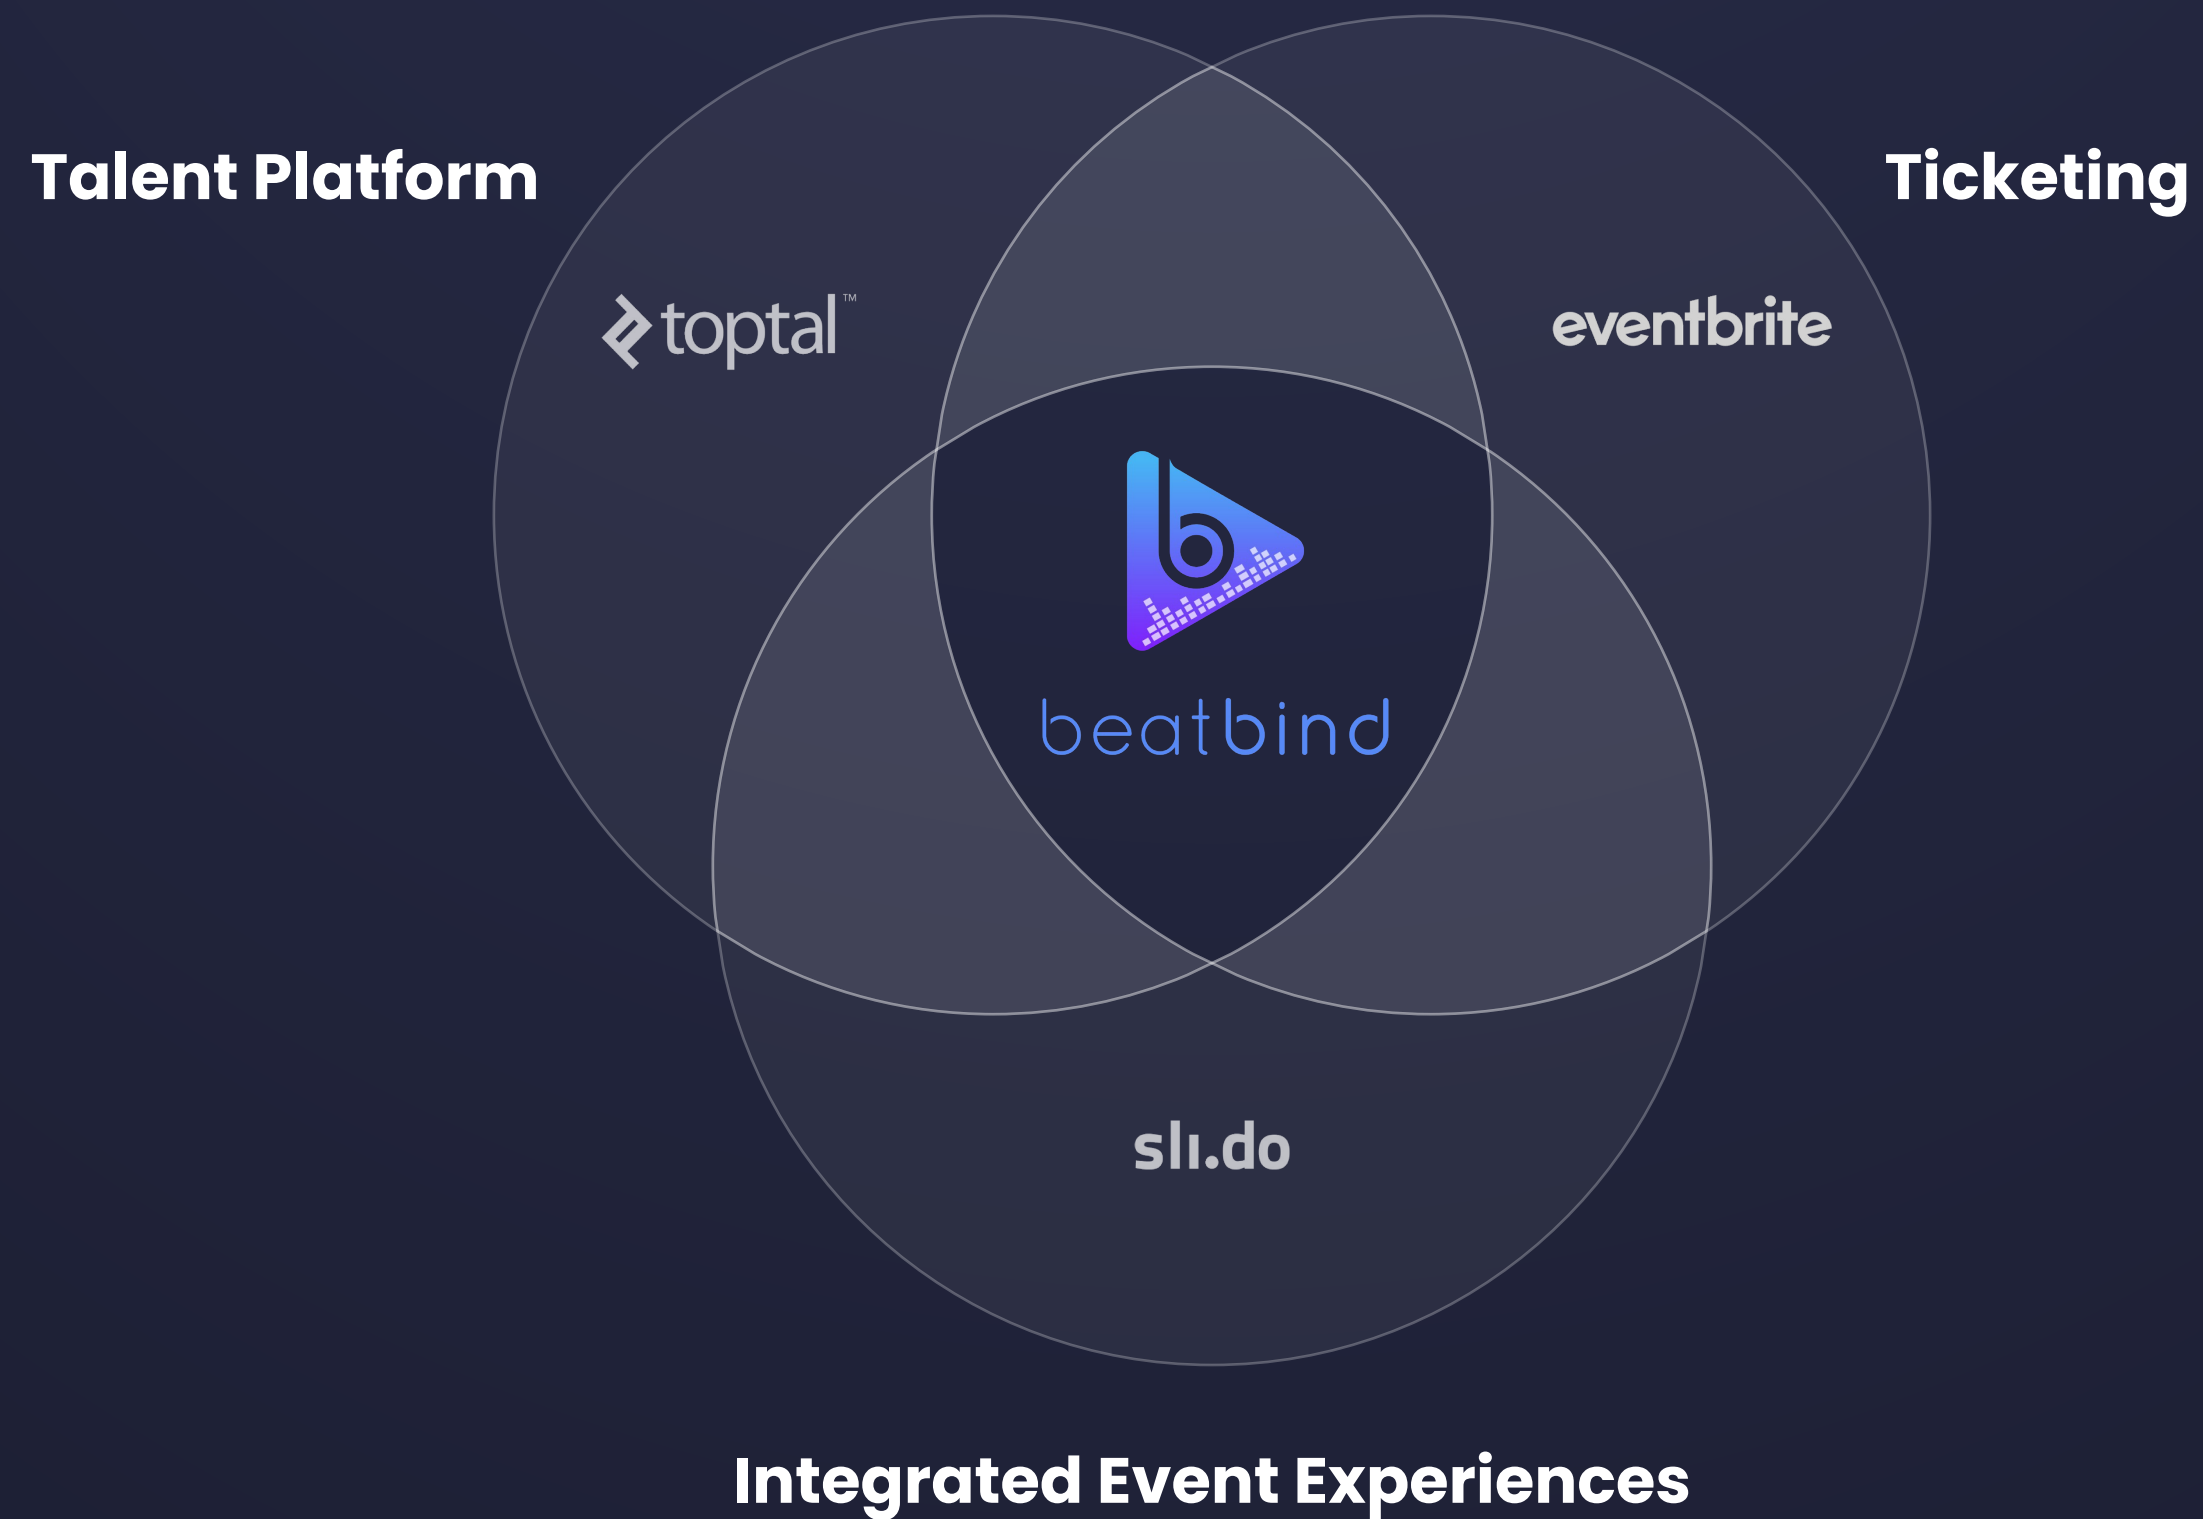 Talent Platform
Ticketing
toptal™
eventbrite
beatbind
slı.do
Integrated Event Experiences